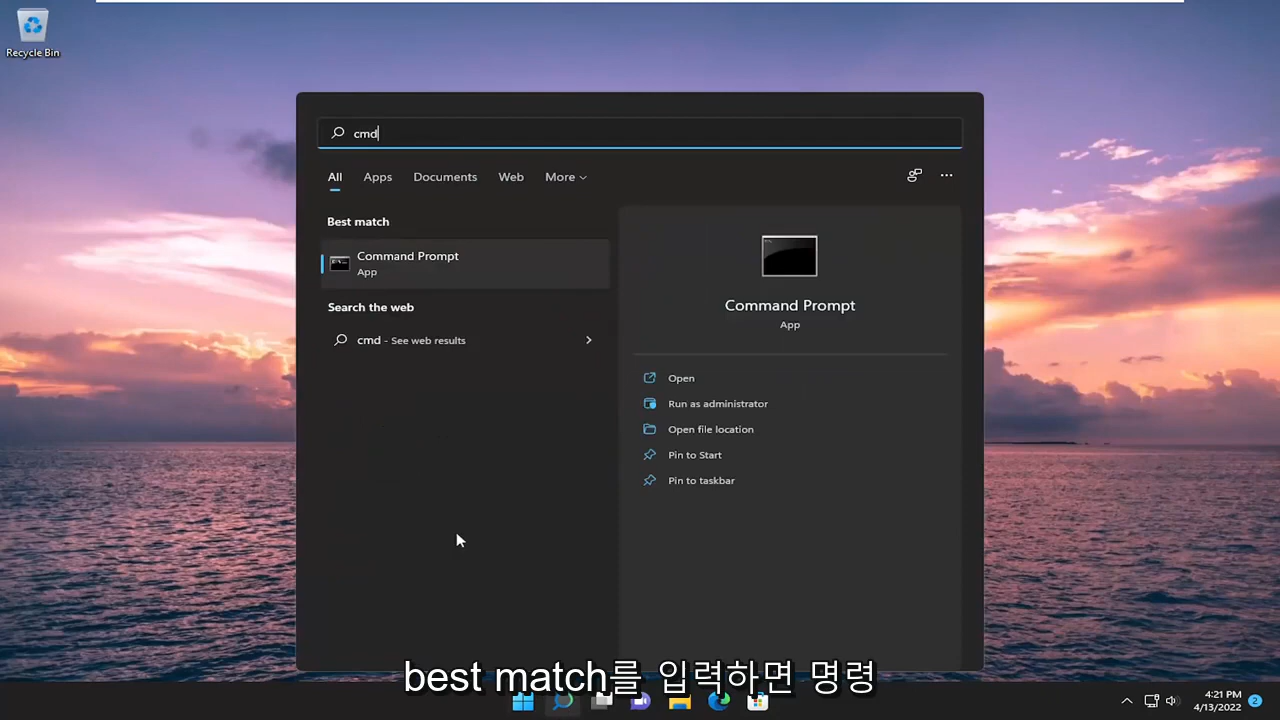 Recycle Bin
cmd
All Apps Documents Web More
Best match
Command Prompt
App
Search the web
cmd - See web results
Command Prompt
App
Open
Run as administrator
Open file location
Pin to Start
Pin to taskbar
best match를 입력하면 명령
4:21 PM
4/13/2022
2